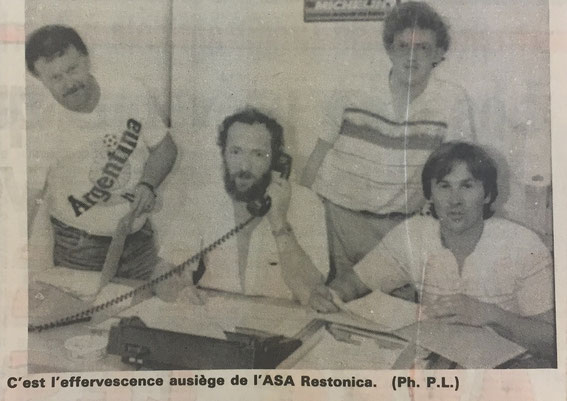 MICHELIN
Argentina
C'est l'effervescence ausiège de l'ASA Restonica. (Ph. P.L.)